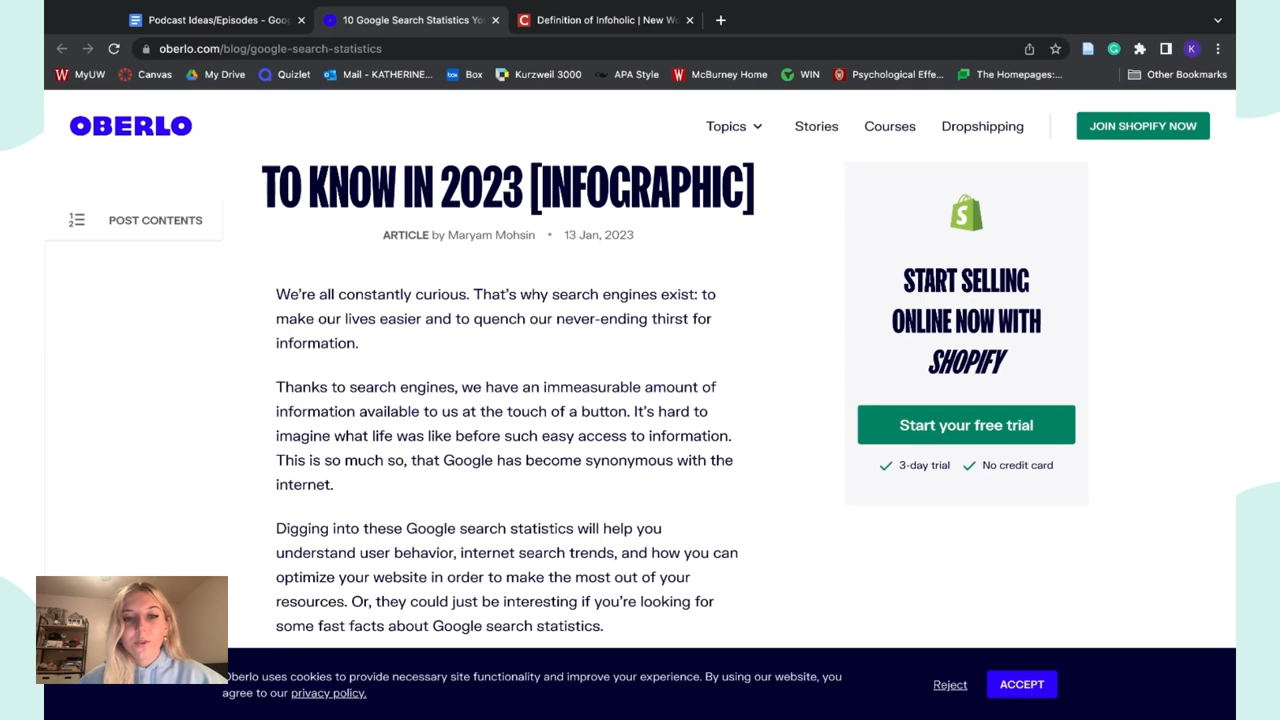 Podcast Ideas/Episodes - Goo
10 Google Search Statistics Yo
Definition of Infoholic | New Wo
oberlo.com/blog/google-search-statistics
K
MyUW
Canvas
My Drive
Quizlet
Mail - KATHERINE...
Box
Kurzweil 3000
APA Style
McBurney Home
WIN
Psychological Effe...
The Homepages:...
Other Bookmarks
OBERLO
Topics
Stories
Courses
Dropshipping
JOIN SHOPIFY NOW
POST CONTENTS
TO KNOW IN 2023 [INFOGRAPHIC]
ARTICLE by Maryam Mohsin • 13 Jan, 2023
We're all constantly curious. That's why search engines exist: to
make our lives easier and to quench our never-ending thirst for
information.
Thanks to search engines, we have an immeasurable amount of
information available to us at the touch of a button. It's hard to
imagine what life was like before such easy access to information.
This is so much so, that Google has become synonymous with the
internet.
Digging into these Google search statistics will help you
understand user behavior, internet search trends, and how you can
optimize your website in order to make the most out of your
resources. Or, they could just be interesting if you're looking for
some fast facts about Google search statistics.
START SELLING
ONLINE NOW WITH
SHOPIFY
Start your free trial
3-day trial
No credit card
Oberlo uses cookies to provide necessary site functionality and improve your experience. By using our website, you
agree to our privacy policy.
Reject
ACCEPT